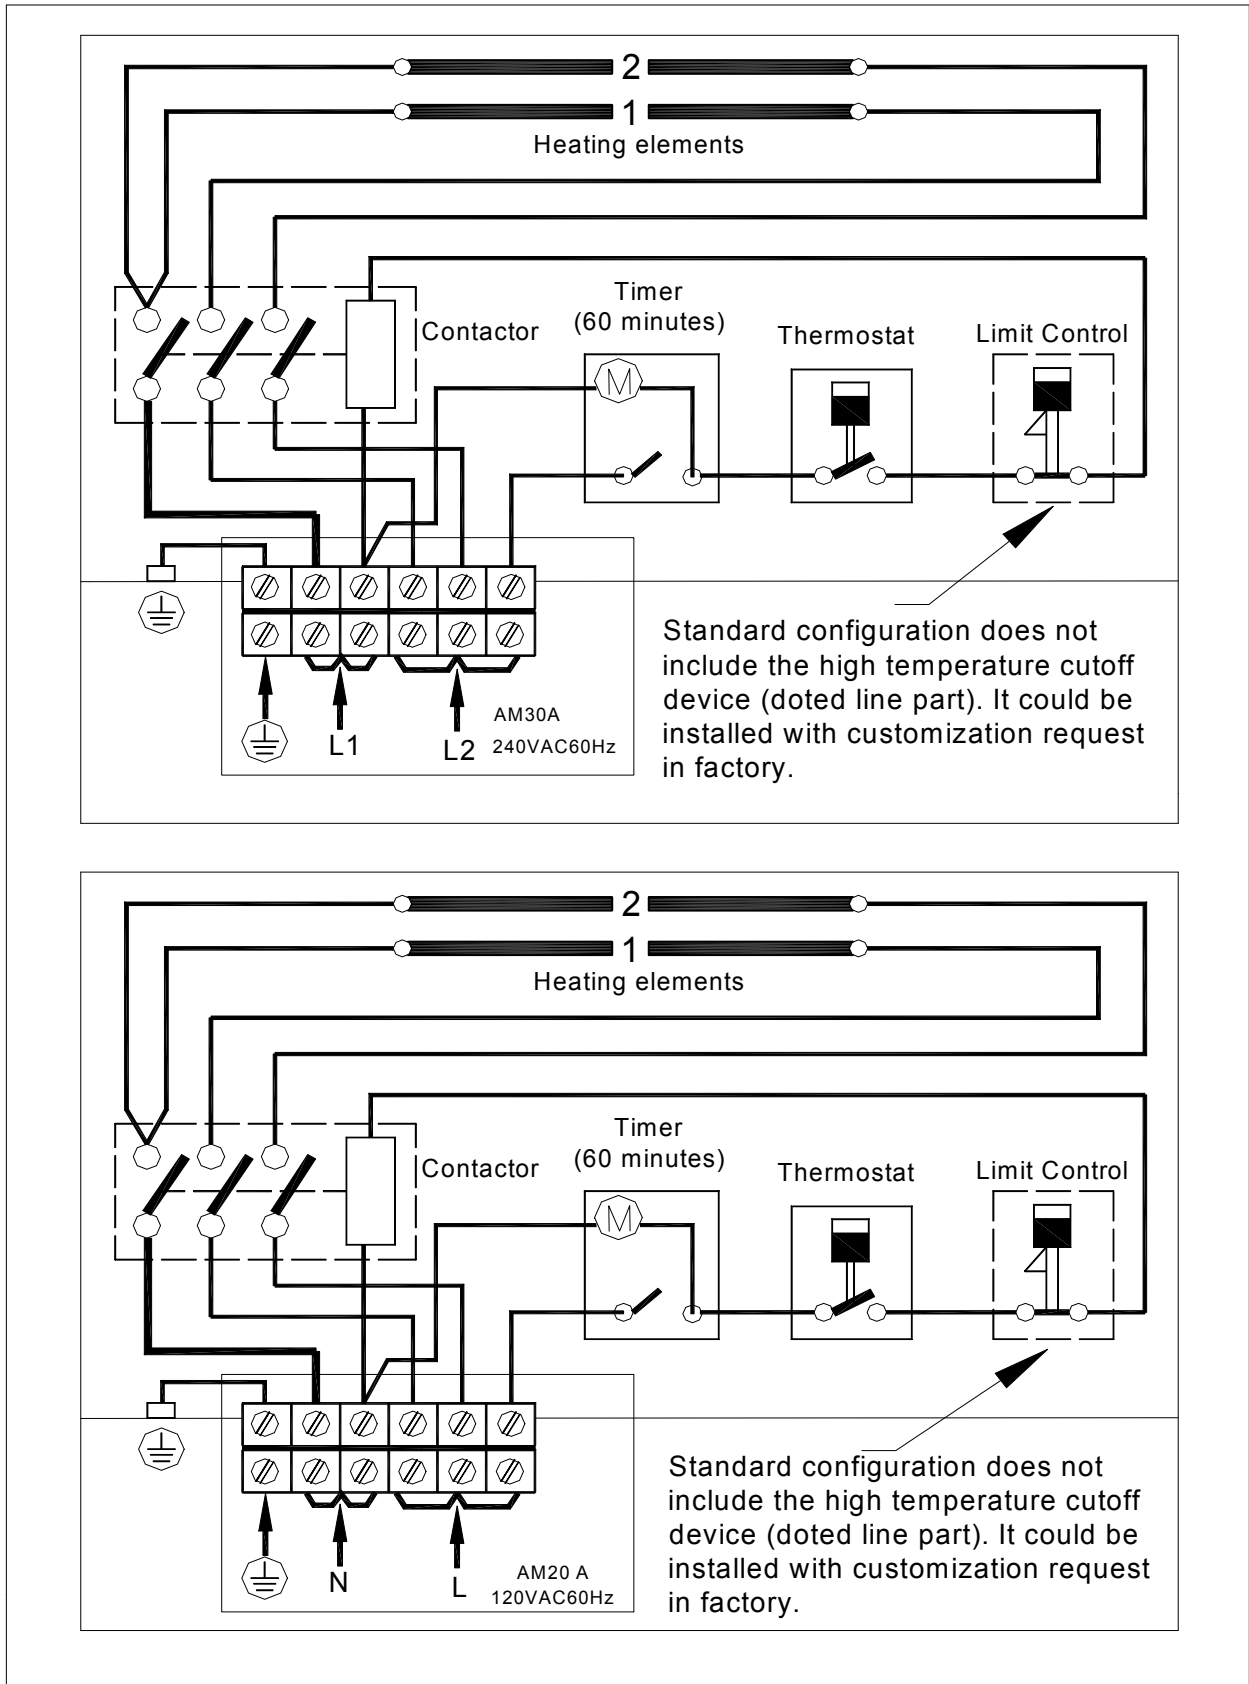 2
1
Heating elements
Contactor
Timer
(60 minutes)
M
Thermostat
Limit Control
Standard configuration does not
include the high temperature cutoff
device (doted line part). It could be
installed with customization request
in factory.
L1
L2
AM30A
240VAC60Hz
2
1
Heating elements
Contactor
Timer
(60 minutes)
M
Thermostat
Limit Control
Standard configuration does not
include the high temperature cutoff
device (doted line part). It could be
installed with customization request
in factory.
N
L
AM20 A
120VAC60Hz